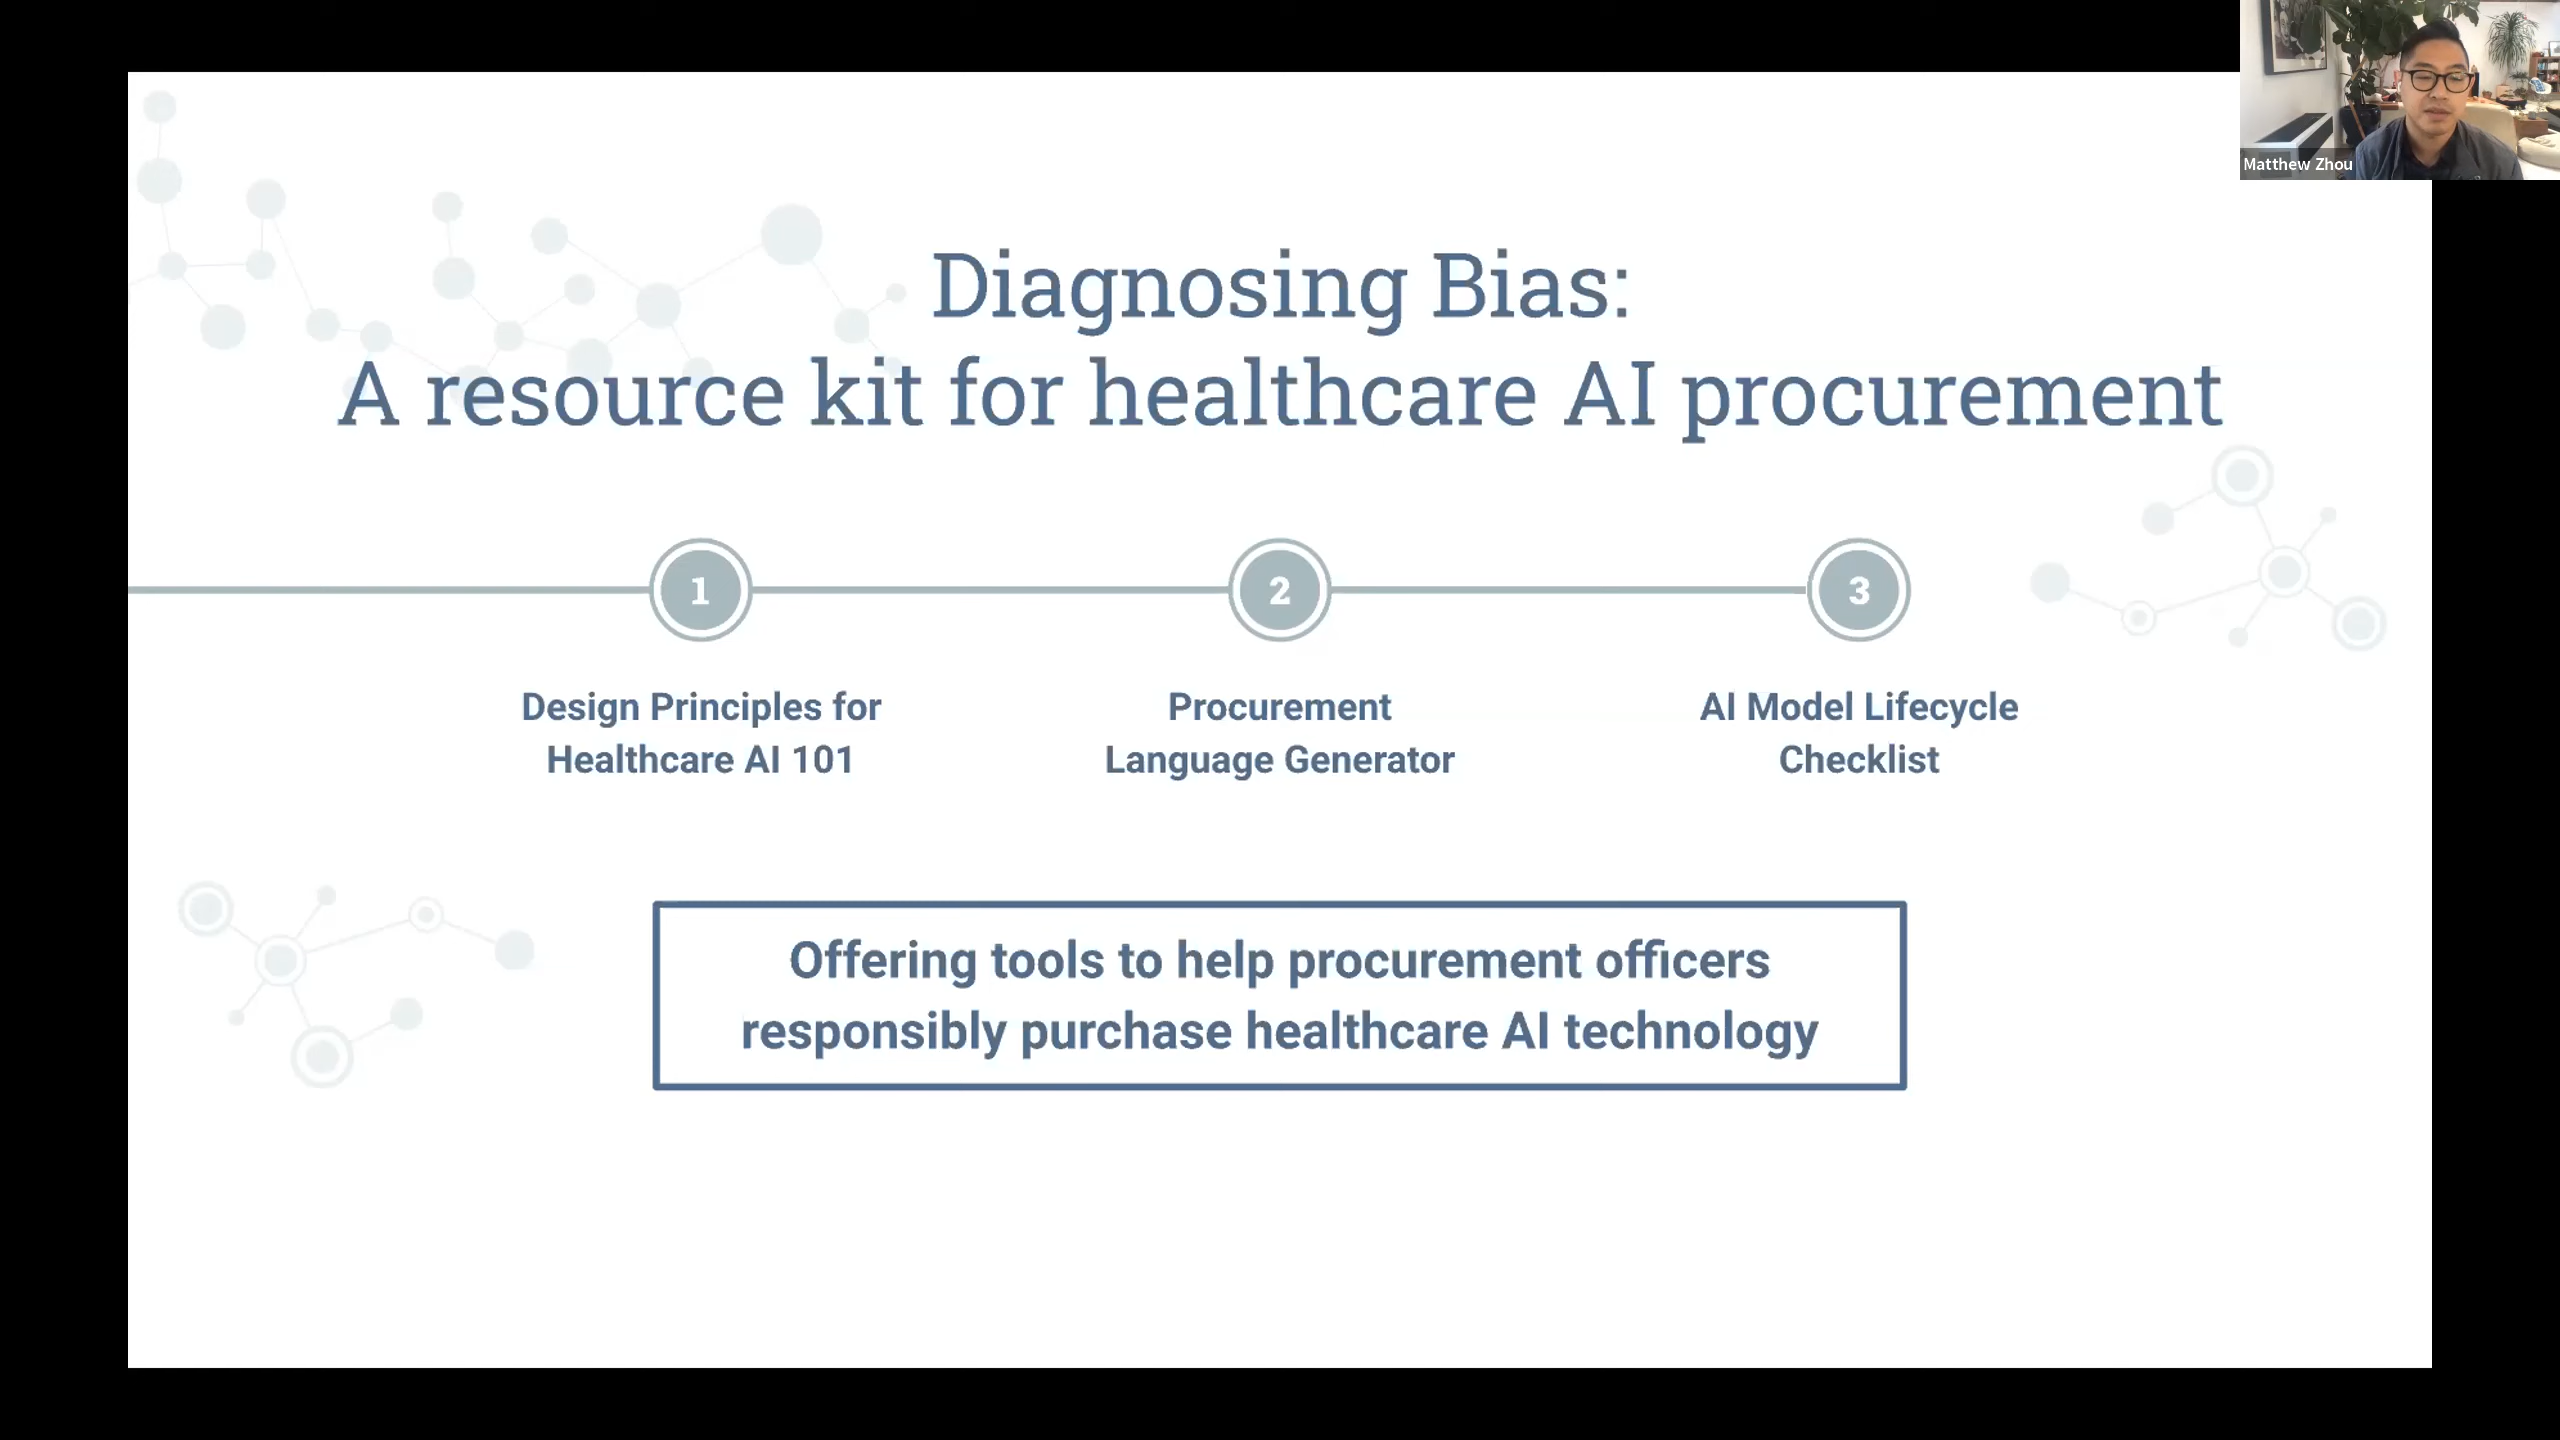 Matthew Zhou
Diagnosing Bias:
A resource kit for healthcare AI procurement
1
2
3
Design Principles for
Healthcare AI 101
Procurement
Language Generator
AI Model Lifecycle
Checklist
Offering tools to help procurement officers
responsibly purchase healthcare AI technology